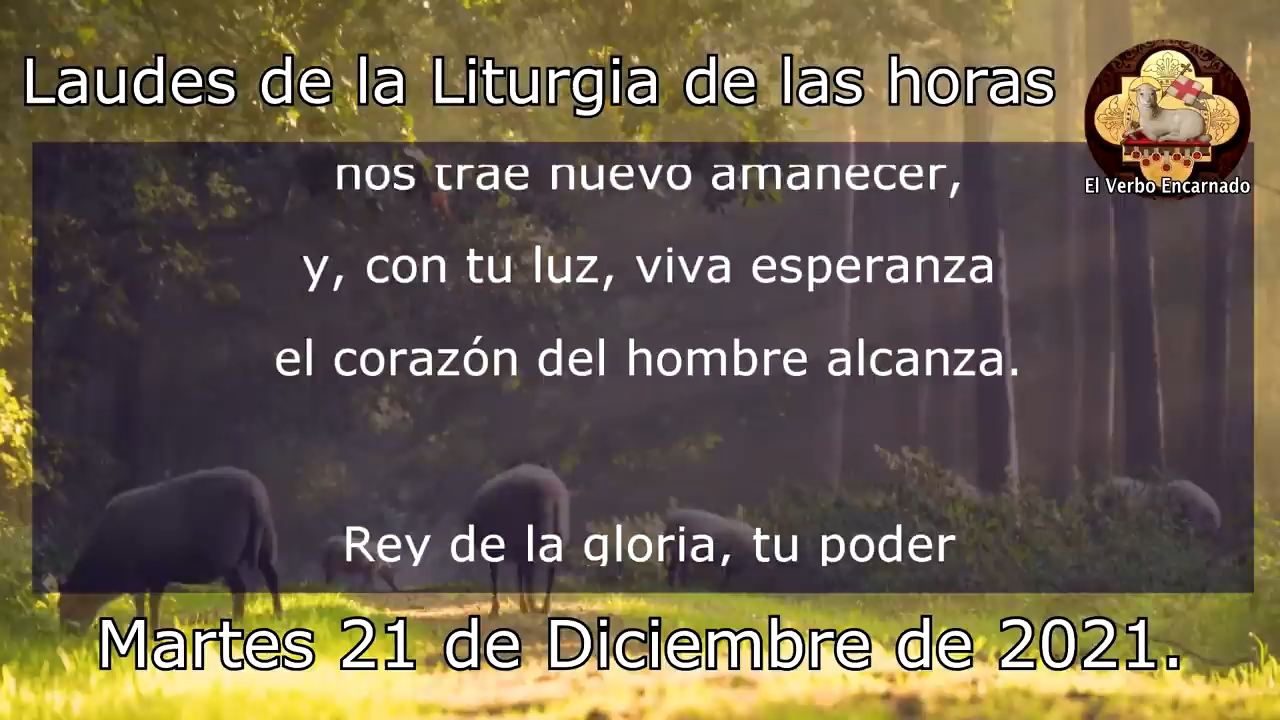 Laudes de la Liturgia de las horas
El Verbo Encarnado
nos trae nuevo amanecer,
y, con tu luz, viva esperanza
el corazón del hombre alcanza.
Rey de la gloria, tu poder
Martes 21 de Diciembre de 2021.